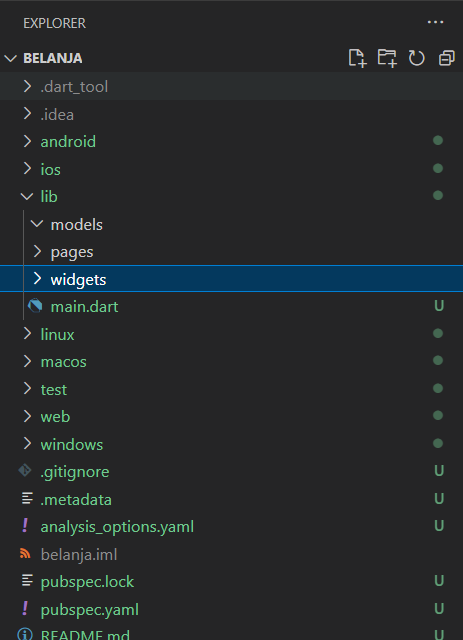 EXPLORER
BELANJA
.dart_tool
.idea
android
ios
lib
models
pages
widgets
main.dart U
linux
macos
test
web
windows
.gitignore U
.metadata U
! analysis_options.yaml U
belanja.iml
pubspec.lock U
! pubspec.yaml U
README.md U